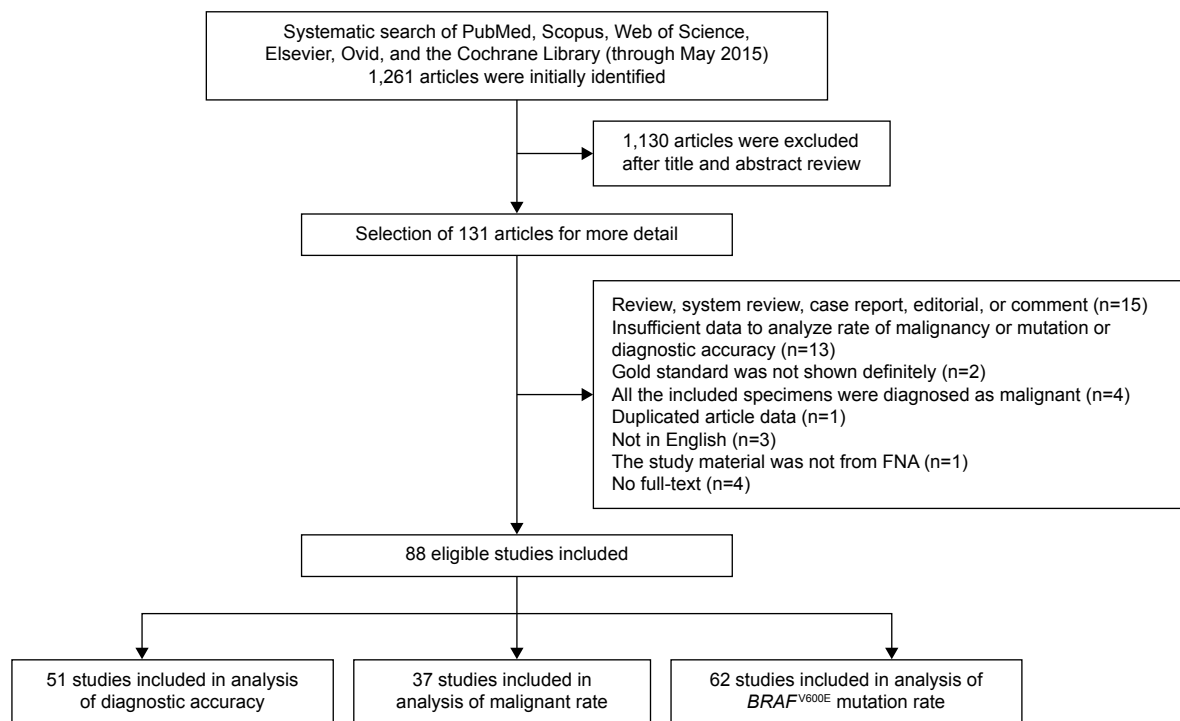 Systematic search of PubMed, Scopus, Web of Science,
Elsevier, Ovid, and the Cochrane Library (through May 2015)
1,261 articles were initially identified
1,130 articles were excluded
after title and abstract review
Selection of 131 articles for more detail
Review, system review, case report, editorial, or comment (n=15)
Insufficient data to analyze rate of malignancy or mutation or
diagnostic accuracy (n=13)
Gold standard was not shown definitely (n=2)
All the included specimens were diagnosed as malignant (n=4)
Duplicated article data (n=1)
Not in English (n=3)
The study material was not from FNA (n=1)
No full-text (n=4)
88 eligible studies included
51 studies included in analysis
of diagnostic accuracy
37 studies included in
analysis of malignant rate
62 studies included in analysis of
BRAFV600E mutation rate